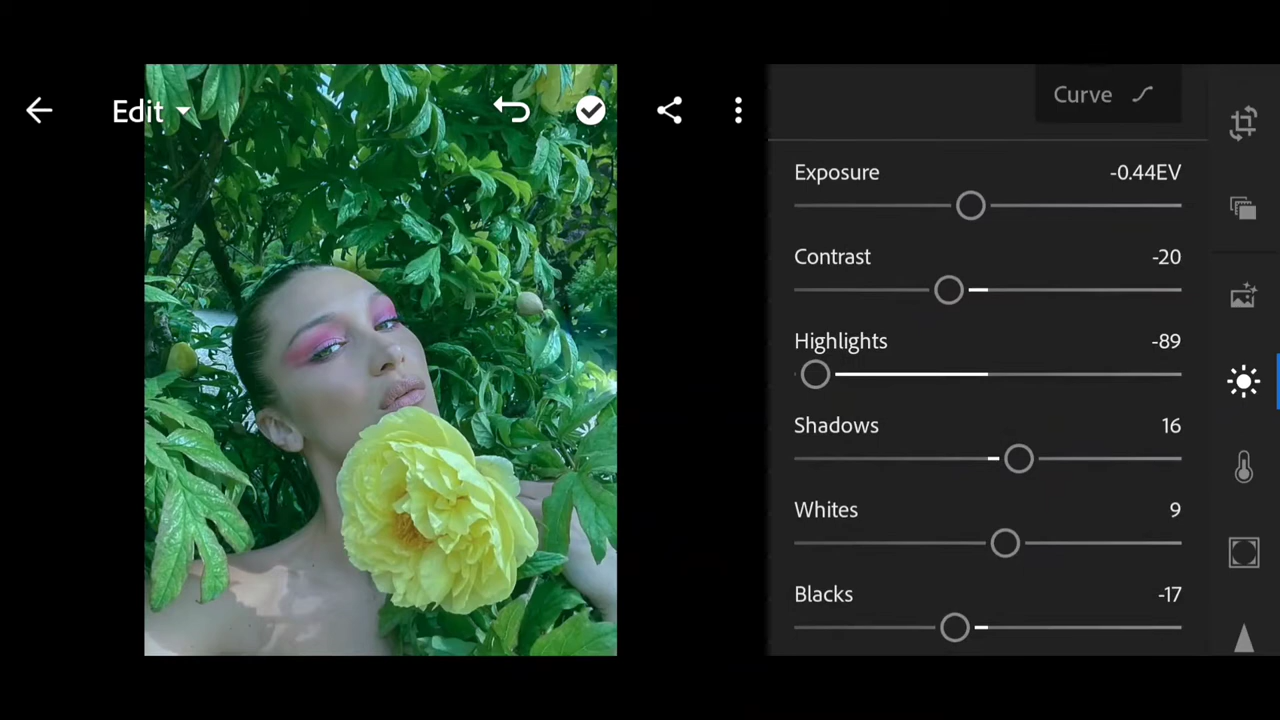 Edit
Curve
Exposure -0.44EV
Contrast -20
Highlights -89
Shadows 16
Whites 9
Blacks -17